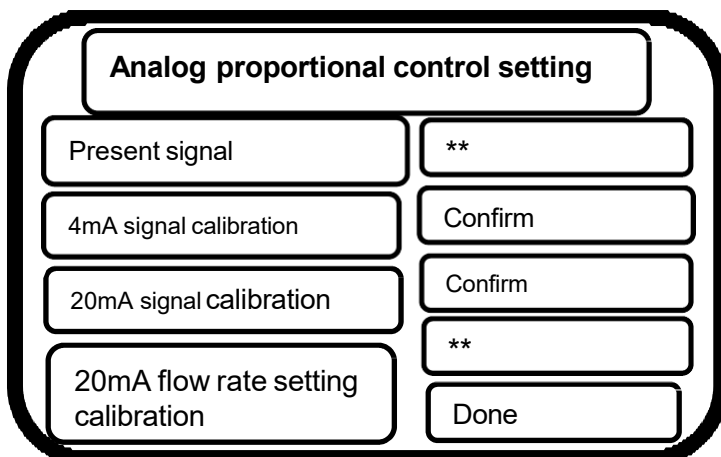 Analog proportional control setting
Present signal
**
4mA signal calibration
Confirm
20mA signal calibration
Confirm
20mA flow rate setting
calibration
**
Done